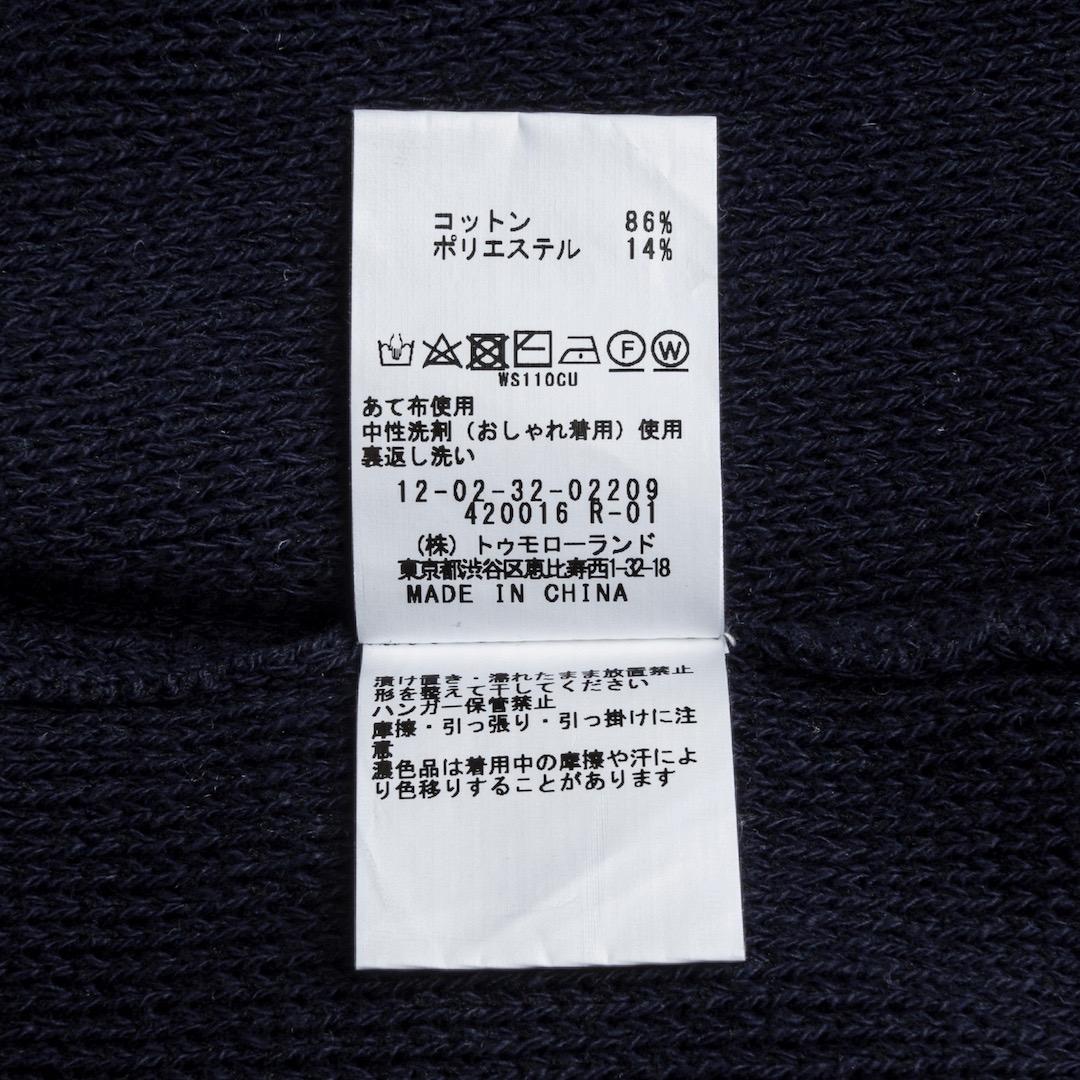 コットン 86%
ポリエステル 14%
F W
WS110CU
あて布使用
中性洗剤（おしゃれ着用）使用
裏返し洗い
12-02-32-02209
420016 R-01
（株）トゥモローランド
東京都渋谷区恵比寿西1-32-18
MADE IN CHINA
漬け置き・濡れたまま放置禁止
形を整えて干してください
ハンガー保管禁止
摩擦・引っ張り・引っ掛けに注
意
濃色品は着用中の摩擦や汗によ
り色移りすることがあります